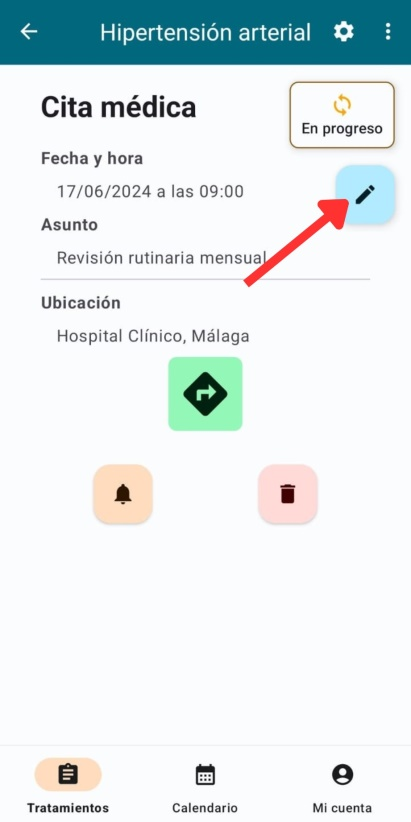 Hipertensión arterial
Cita médica
En progreso
Fecha y hora
17/06/2024 a las 09:00
Asunto
Revisión rutinaria mensual
Ubicación
Hospital Clínico, Málaga
Tratamientos
Calendario
Mi cuenta